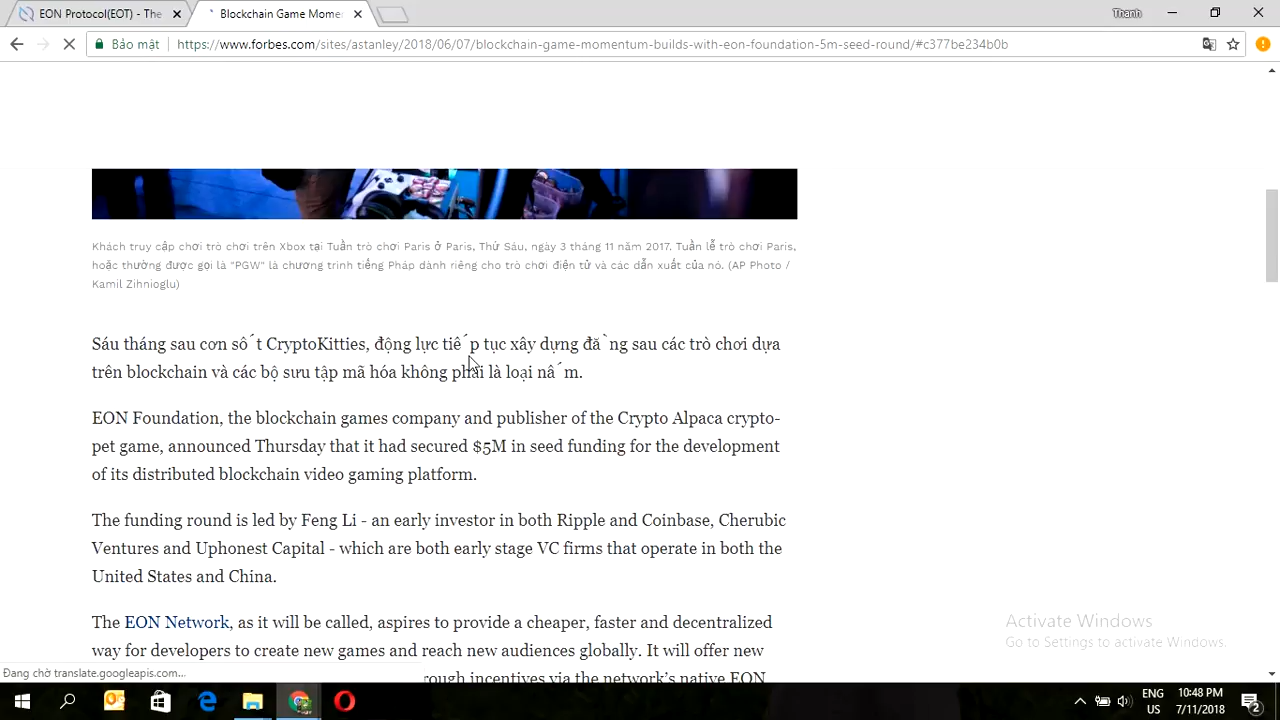 EON Protocol(EOT) - The
Blockchain Game Mome
Thanh
Bảo mật
https://www.forbes.com/sites/astanley/2018/06/07/blockchain-game-momentum-builds-with-eon-foundation-5m-seed-round/#c377be234b0b
Khách truy cập chơi trò chơi trên Xbox tại Tuần trò chơi Paris ở Paris, Thứ Sáu, ngày 3 tháng 11 năm 2017. Tuần lễ trò chơi Paris,
hoặc thường được gọi là "PGW" là chương trình tiếng Pháp dành riêng cho trò chơi điện tử và các dẫn xuất của nó. (AP Photo /
Kamil Zihnioglu)
Sáu tháng sau cơn sốt CryptoKitties, động lực tiếp tục xây dựng đằng sau các trò chơi dựa
trên blockchain và các bộ sưu tập mã hóa không phải là loại nấm.
EON Foundation, the blockchain games company and publisher of the Crypto Alpaca crypto-
pet game, announced Thursday that it had secured $5M in seed funding for the development
of its distributed blockchain video gaming platform.
The funding round is led by Feng Li - an early investor in both Ripple and Coinbase, Cherubic
Ventures and Uphonest Capital - which are both early stage VC firms that operate in both the
United States and China.
The EON Network, as it will be called, aspires to provide a cheaper, faster and decentralized
way for developers to create new games and reach new audiences globally. It will offer new
rough incentives via the network's native EON
Activate Windows
Go to Settings to activate Windows.
Đang chờ translate.googleapis.com...
ENG
US
10:48 PM
7/11/2018
2